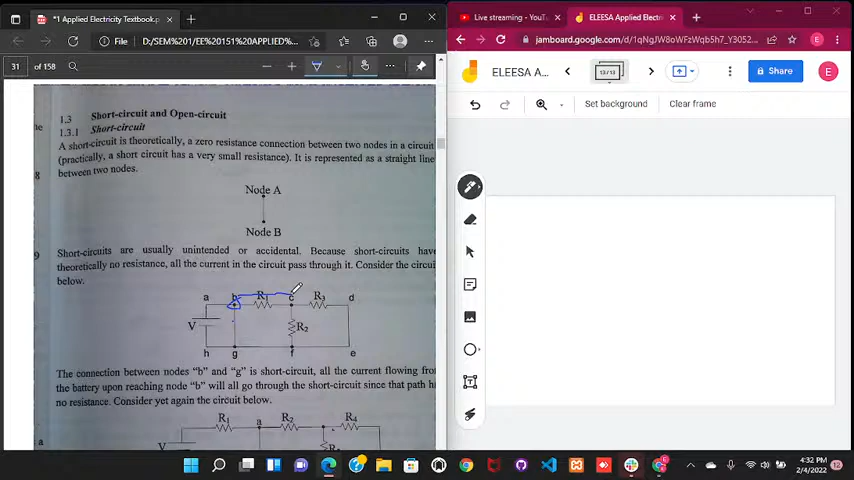 *1 Applied Electricity Textbook.p
Live streaming - YouT
ELEESA Applied Electri
File
D:/SEM%201/EE%20151%20APPLIED%...
jamboard.google.com/d/1qNgJW8oWFzWqb5h7_Y3052...
E
31 of 158
ELEESA A...
13/13
Share
E
Set background
Clear frame
1.3 Short-circuit and Open-circuit
1.3.1 Short-circuit
A short-circuit is theoretically, a zero resistance connection between two nodes in a circuit
(practically, a short circuit has a very small resistance). It is represented as a straight line
between two nodes.
Node A
Node B
Short-circuits are usually unintended or accidental. Because short-circuits have
theoretically no resistance, all the current in the circuit pass through it. Consider the circui
below.
a b R1 c R3 d
V R2
h g f e
The connection between nodes "b" and "g" is short-circuit, all the current flowing fro
the battery upon reaching node "b" will all go through the short-circuit since that path h
no resistance. Consider yet again the circuit below.
R1 a R2 R4
V
4:32 PM
2/4/2022
12